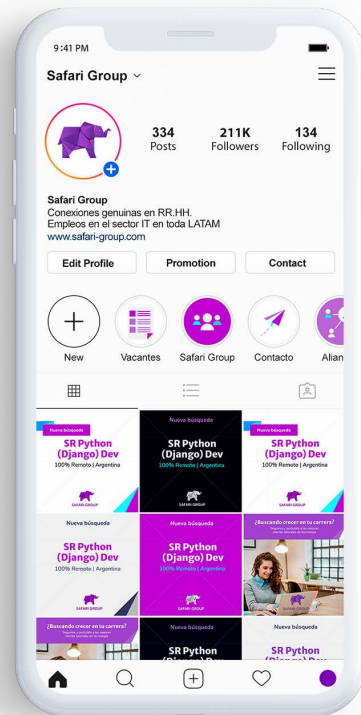 9:41 PM
Safari Group
334
Posts
211K
Followers
134
Following
Safari Group
Conexiones genuinas en RR.HH.
Empleos en el sector IT en toda LATAM
www.safari-group.com
Edit Profile
Promotion
Contact
New
Vacantes
Safari Group
Contacto
Alian
Nueva búsqueda
SR Python
(Django) Dev
100% Remoto | Argentina
SAFARI GROUP
Nueva búsqueda
SR Python
(Django) Dev
100% Remoto | Argentina
SAFARI GROUP
Nueva búsqueda
SR Python
(Django) Dev
100% Remoto | Argentina
SAFARI GROUP
Nueva búsqueda
SR Python
(Django) Dev
100% Remoto | Argentina
SAFARI GROUP
Nueva búsqueda
SR Python
(Django) Dev
100% Remoto | Argentina
SAFARI GROUP
¿Buscando crecer en tu carrera?
SAFARI GROUP
¿Buscando crecer en tu carrera?
Nueva búsqueda
SR Python
(Django) Dev
Nueva búsqueda
SR Python
(Django) Dev